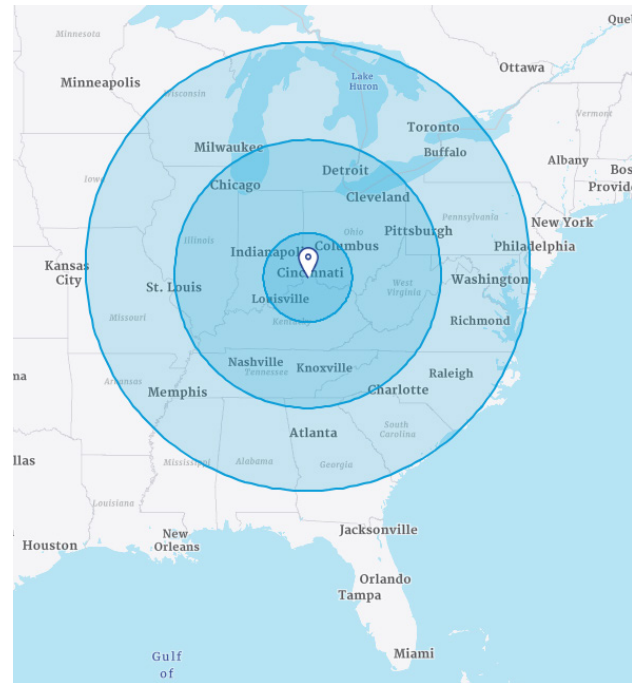 Minnesota
Queb
Ottawa
Minneapolis
Lake
Huron
Wisconsin
Vermont
Toronto
Milwaukee
Buffalo
Albany
Bos
Detroit
Iowa
Chicago
Provide
Cleveland
Pennsylvania
New York
Pittsburgh
Illinois
Indianapolis
Columbus
Ohio
Philadelphia
Kansas
City
Cincinnati
St. Louis
West
Virginia
Washington
Louisville
Missouri
Kentucky
Richmond
Nashville
Tennessee
Knoxville
Raleigh
Arkansas
ma
Memphis
Charlotte
Atlanta
South
Carolina
llas
Mississippi
Alabama
Georgia
Louisiana
Jacksonville
Houston
New
Orleans
Orlando
Tampa
Miami
Gulf
of